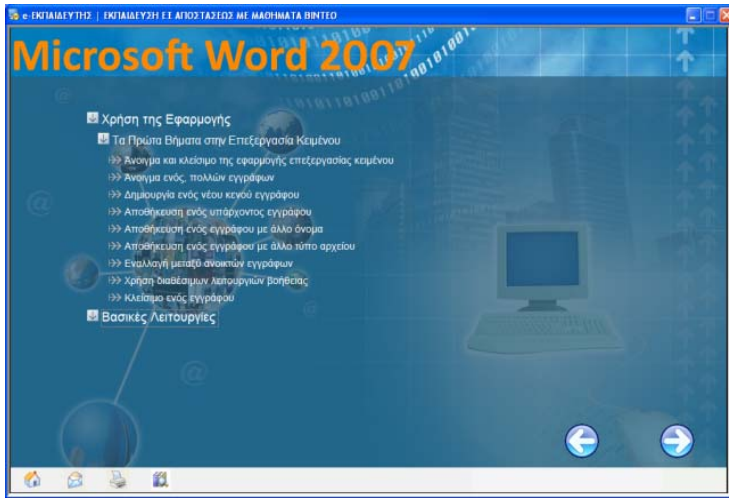 e-ΕΚΠΑΙΔΕΥΤΗΣ | ΕΚΠΑΙΔΕΥΣΗ ΕΞ ΑΠΟΣΤΑΣΕΩΣ ΜΕ ΜΑΘΗΜΑΤΑ ΒΙΝΤΕΟ
Microsoft Word 2007
Χρήση της Εφαρμογής
Τα Πρώτα Βήματα στην Επεξεργασία Κειμένου
Άνοιγμα και κλείσιμο της εφαρμογής επεξεργασίας κειμένου
Άνοιγμα ενός, πολλών εγγράφων
Δημιουργία ενός νέου κενού εγγράφου
Αποθήκευση ενός υπάρχοντος εγγράφου
Αποθήκευση ενός εγγράφου με άλλο όνομα
Αποθήκευση ενός εγγράφου με άλλο τύπο αρχείου
Εναλλαγή μεταξύ ανοικτών εγγράφων
Χρήση διαθέσιμων λειτουργιών βοήθειας
Κλείσιμο ενός εγγράφου
Βασικές Λειτουργίες